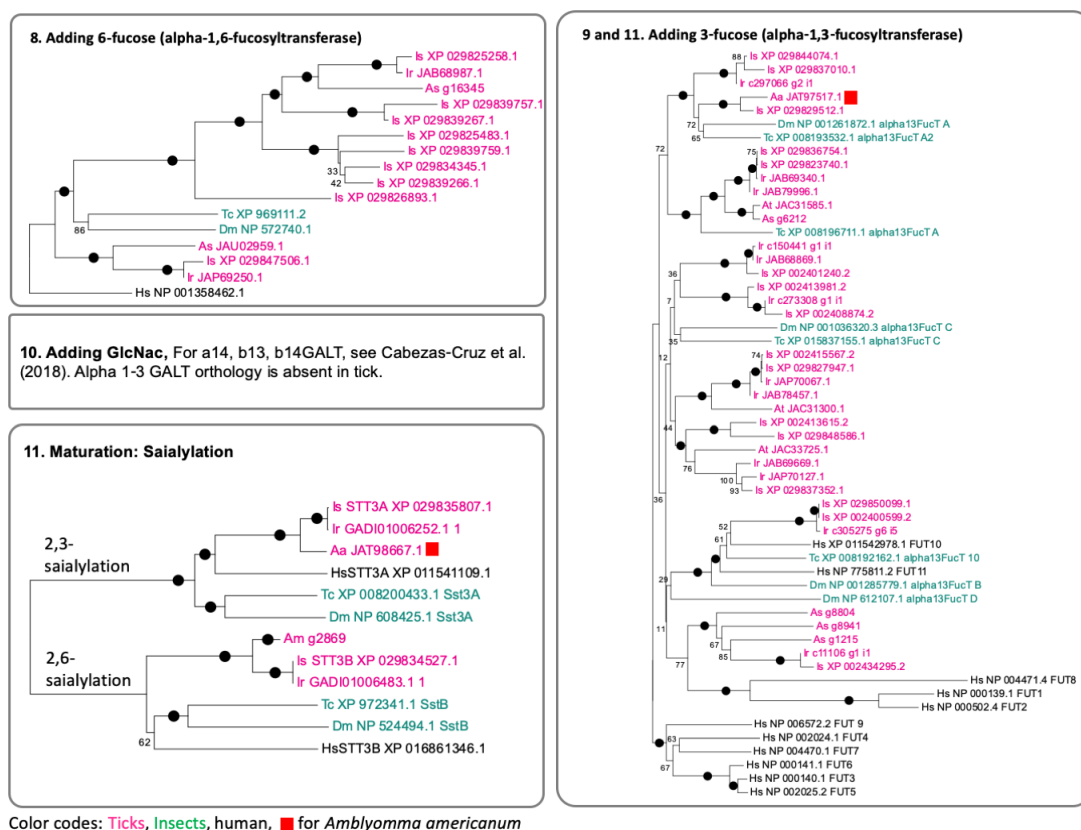 8. Adding 6-fucose (alpha-1,6-fucosyltransferase)
Is XP 029825258.1
Ir JAB68987.1
As g16345
Is XP 029839757.1
Is XP 029839267.1
Is XP 029825483.1
Is XP 029839759.1
33
Is XP 029834345.1
42
Is XP 029839266.1
Is XP 029826893.1
Tc XP 969111.2
86
Dm NP 572740.1
As JAU02959.1
Is XP 029847506.1
Ir JAP69250.1
Hs NP 001358462.1
10. Adding GlcNac, For a14, b13, b14GALT, see Cabezas-Cruz et al.
(2018). Alpha 1-3 GALT orthology is absent in tick.
11. Maturation: Saialylation
2,3-
saialylation
Is STT3A XP 029835807.1
Ir GADI01006252.1 1
Aa JAT98667.1
HsSTT3A XP 011541109.1
Tc XP 008200433.1 Sst3A
Dm NP 608425.1 Sst3A
2,6-
saialylation
Am g2869
Is STT3B XP 029834527.1
Ir GADI01006483.1 1
Tc XP 972341.1 SstB
Dm NP 524494.1 SstB
62
HsSTT3B XP 016861346.1
9 and 11. Adding 3-fucose (alpha-1,3-fucosyltransferase)
88
Is XP 029844074.1
Is XP 029837010.1
Ir c297066 g2 i1
Aa JAT97517.1
Is XP 029829512.1
72
Dm NP 001261872.1 alpha13FucT A
65
Tc XP 008193532.1 alpha13FucT A2
72
75
Is XP 029836754.1
Is XP 029823740.1
Ir JAB69340.1
Ir JAB79996.1
At JAC31585.1
As g6212
Tc XP 008196711.1 alpha13FucT A
Ir c150441 g1 i1
Ir JAB68869.1
36
Is XP 002401240.2
Is XP 002413981.2
7
Ir c273308 g1 i1
Is XP 002408874.2
Dm NP 001036320.3 alpha13FucT C
35
Tc XP 015837155.1 alpha13FucT C
12
74
Is XP 002415567.2
Is XP 029827947.1
Ir JAP70067.1
Ir JAB78457.1
At JAC31300.1
44
Is XP 002413615.2
Is XP 029848586.1
At JAC33725.1
76
Ir JAB69669.1
100
Ir JAP70127.1
93
Is XP 029837352.1
36
Is XP 029850099.1
Is XP 002400599.2
52
Ir c305275 g6 i5
61
Hs XP 011542978.1 FUT10
Tc XP 008192162.1 alpha13FucT 10
Hs NP 775811.2 FUT11
29
Dm NP 001285779.1 alpha13FucT B
Dm NP 612107.1 alpha13FucT D
11
As g8804
As g8941
67
As g1215
85
Ir c11106 g1 i1
77
Is XP 002434295.2
Hs NP 004471.4 FUT8
Hs NP 000139.1 FUT1
Hs NP 000502.4 FUT2
Hs NP 006572.2 FUT 9
63
Hs NP 002024.1 FUT4
67
Hs NP 004470.1 FUT7
Hs NP 000141.1 FUT6
Hs NP 000140.1 FUT3
Hs NP 002025.2 FUT5
Color codes: Ticks, Insects, human, for Amblyomma americanum